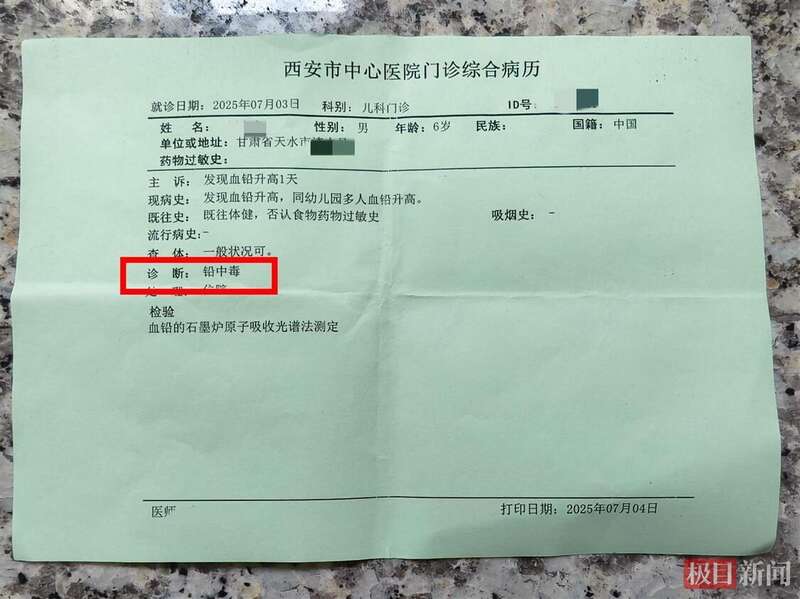 西安市中心医院门诊综合病历
就诊日期：2025年07月03日 科别：儿科门诊 ID号
姓 名： 性别：男 年龄：6岁 民族： 国籍：中国
单位或地址：甘肃省天水市
药物过敏史：
主 诉：发现血铅升高1天
现病史：发现血铅升高，同幼儿园多人血铅升高。
既往史：既往体健，否认食物药物过敏史 吸烟史：-
流行病史：-
查 体：一般状况可。
诊 断：铅中毒
处 理：住院
检验
血铅的石墨炉原子吸收光谱法测定
医师
打印日期：2025年07月04日
极目新闻